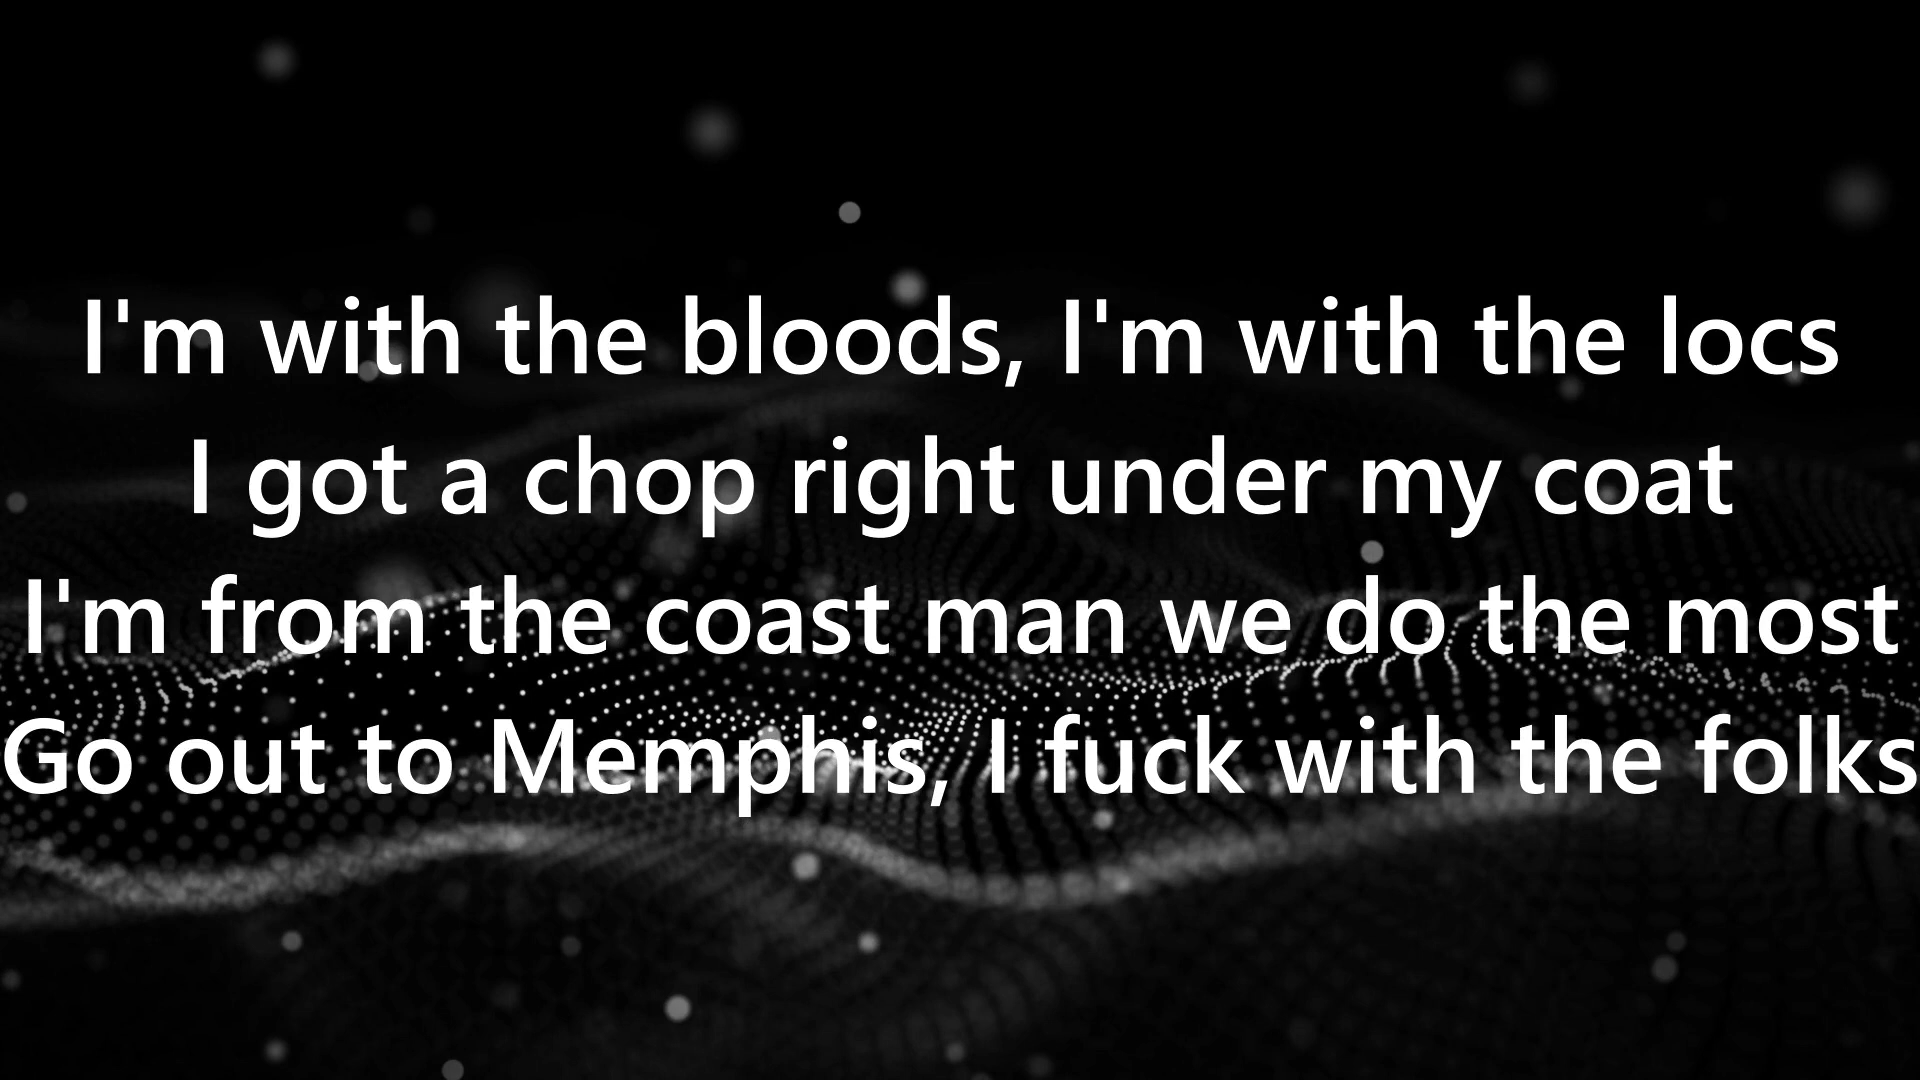 I'm with the bloods, I'm with the locs
I got a chop right under my coat
I'm from the coast man we do the most
Go out to Memphis, I fuck with the folks